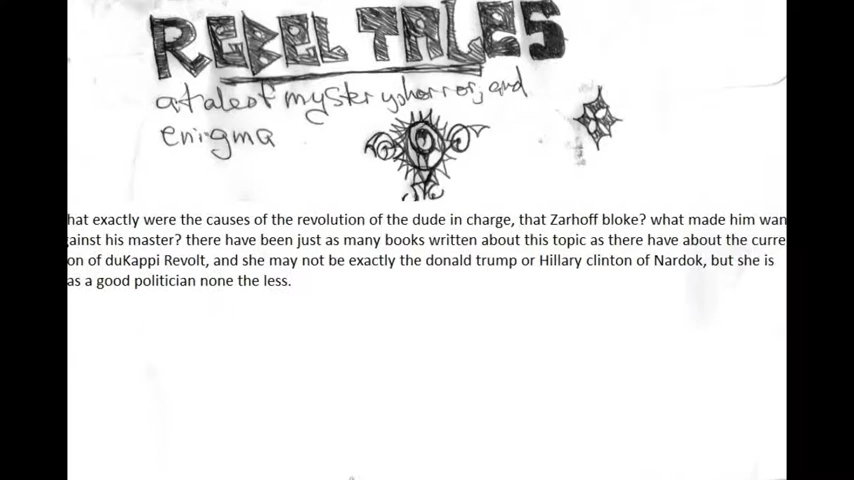 REBEL TALES
a tale of mystery, horror, and
enigma
hat exactly were the causes of the revolution of the dude in charge, that Zarhoff bloke? what made him wan
ainst his master? there have been just as many books written about this topic as there have about the curre
on of duKappi Revolt, and she may not be exactly the donald trump or Hillary clinton of Nardok, but she is
as a good politician none the less.